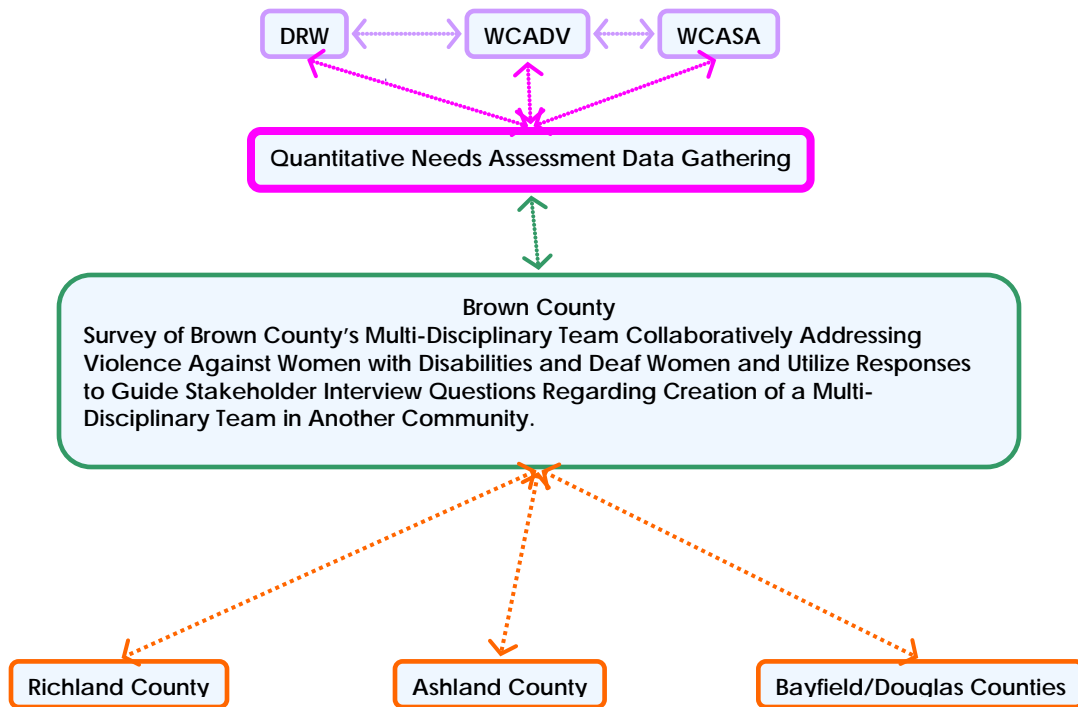 DRW
WCADV
WCASA
Quantitative Needs Assessment Data Gathering
Brown County
Survey of Brown County’s Multi-Disciplinary Team Collaboratively Addressing
Violence Against Women with Disabilities and Deaf Women and Utilize Responses
to Guide Stakeholder Interview Questions Regarding Creation of a Multi-
Disciplinary Team in Another Community.
Richland County
Ashland County
Bayfield/Douglas Counties